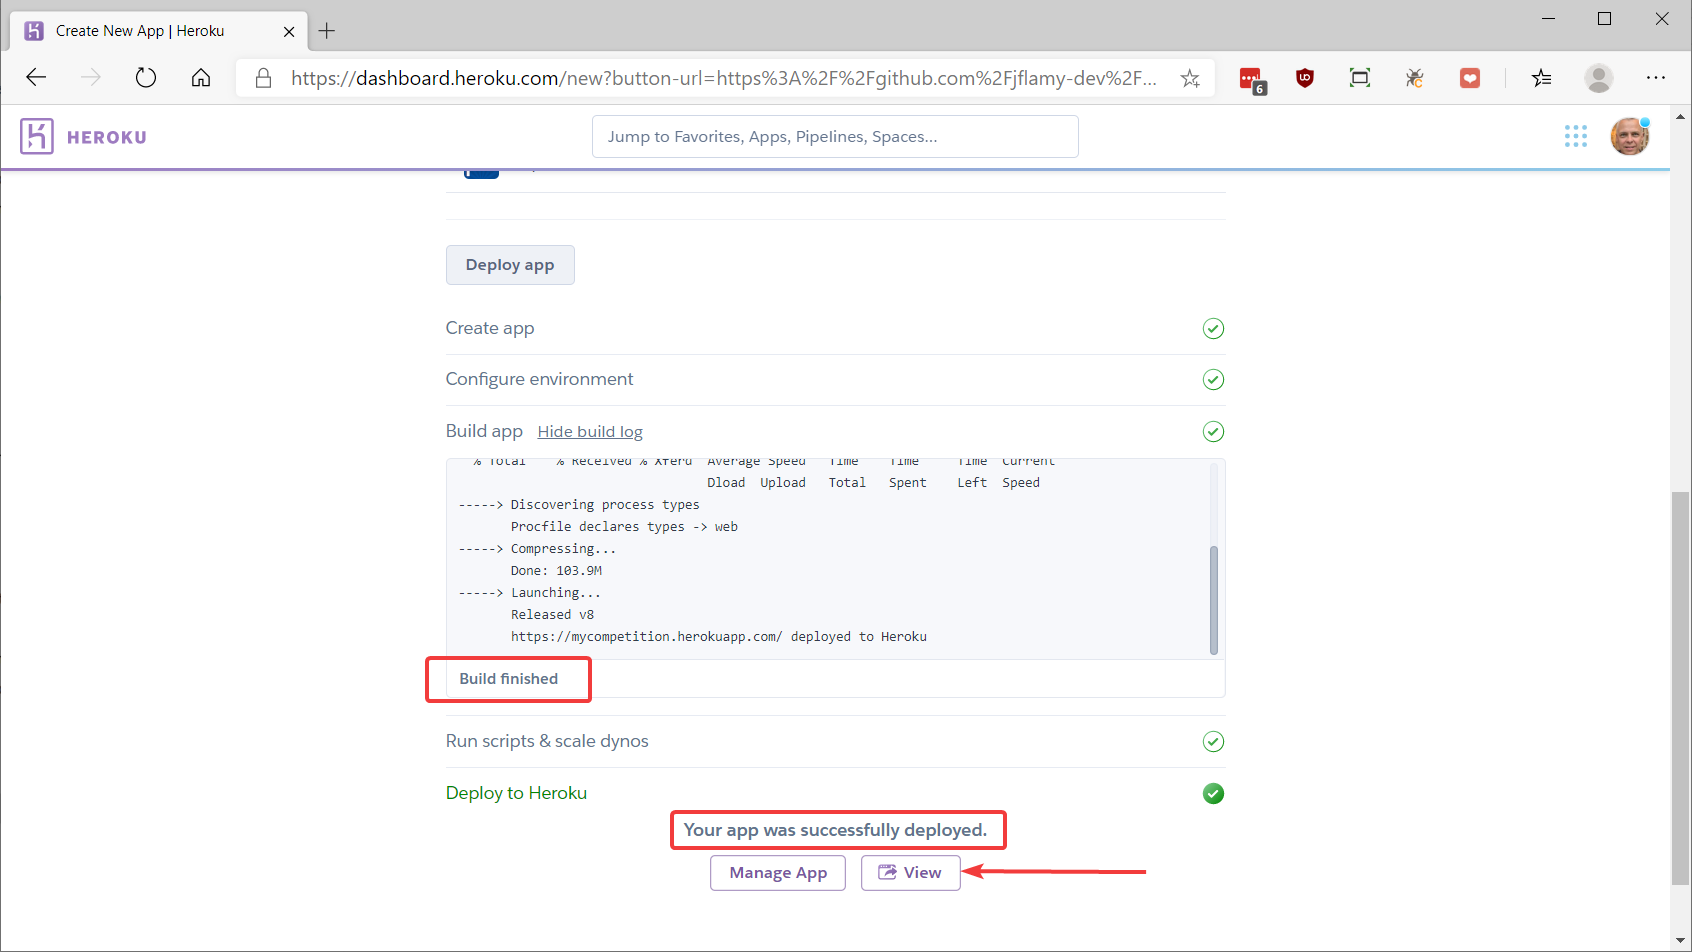 Create New App | Heroku
https://dashboard.heroku.com/new?button-url=https%3A%2F%2Fgithub.com%2Fjflamy-dev%2F...
6
HEROKU
Jump to Favorites, Apps, Pipelines, Spaces...
Deploy app
Create app
Configure environment
Build app Hide build log
% Total % Received % Xferd Average Speed Time Time Time Current
Dload Upload Total Spent Left Speed
-----> Discovering process types
Procfile declares types -> web
-----> Compressing...
Done: 103.9M
-----> Launching...
Released v8
https://mycompetition.herokuapp.com/ deployed to Heroku
Build finished
Run scripts & scale dynos
Deploy to Heroku
Your app was successfully deployed.
Manage App View